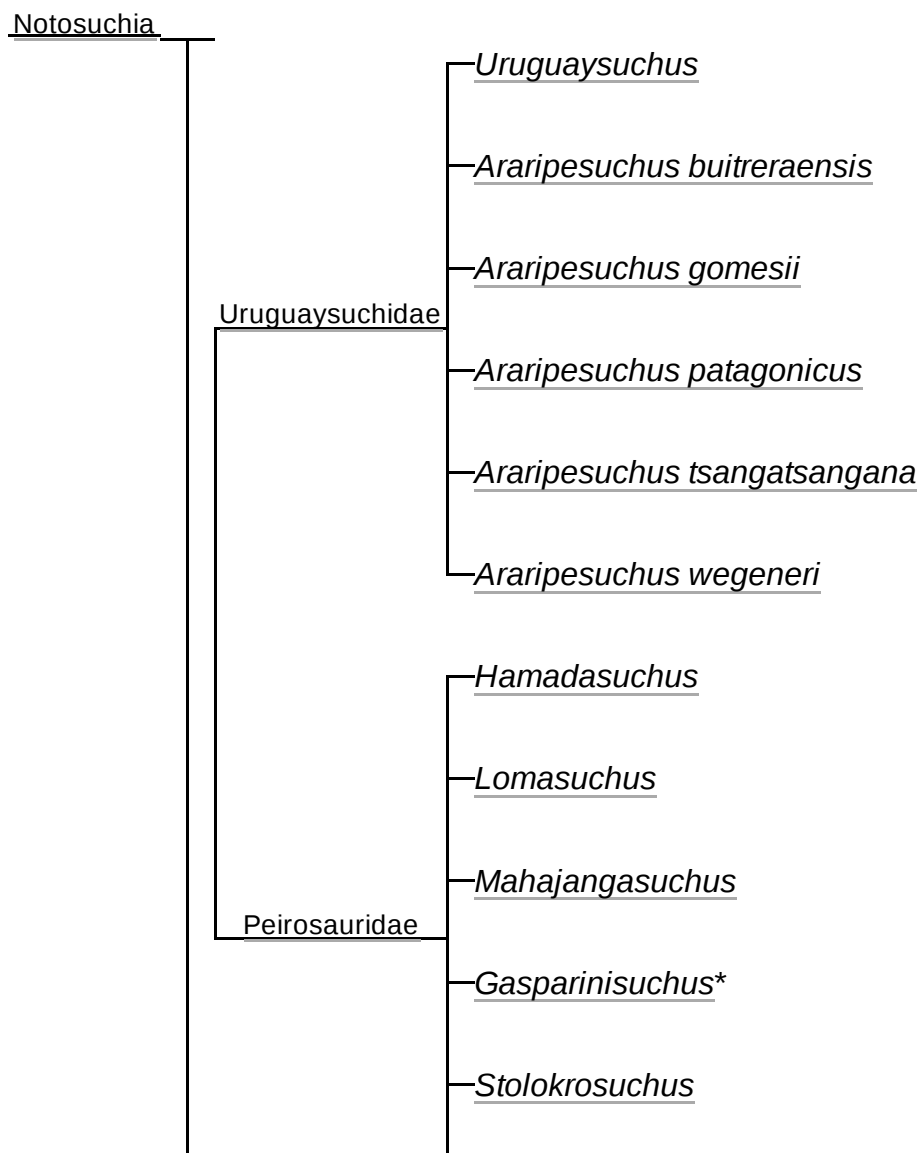 Notosuchia
Uruguaysuchus
Araripesuchus buitreraensis
Araripesuchus gomesii
Uruguaysuchidae
Araripesuchus patagonicus
Araripesuchus tsangatsangana
Araripesuchus wegeneri
Hamadasuchus
Lomasuchus
Mahajangasuchus
Peirosauridae
Gasparinisuchus*
Stolokrosuchus